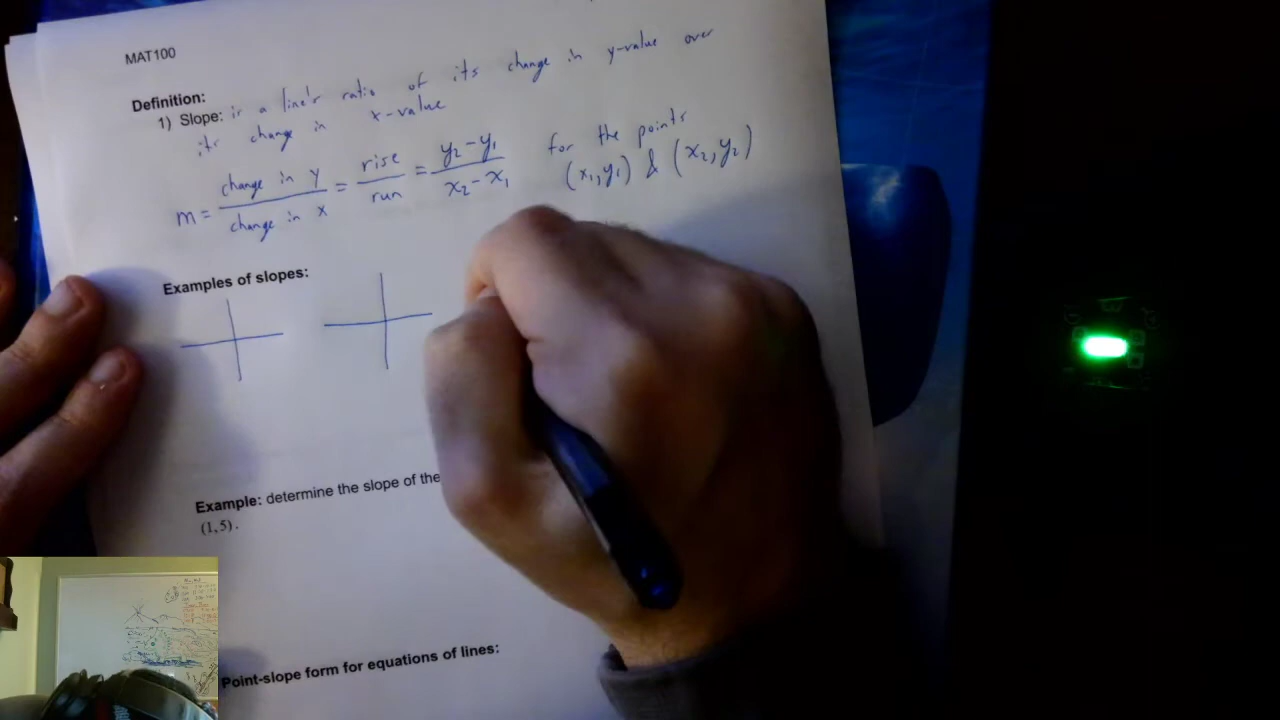 MAT100
Definition:
1) Slope: is a line's ratio of its change in y-value over
its change in x-value
m = change in y / change in x = rise / run = y₂-y₁ / x₂-x₁ for the points
(x₁,y₁) & (x₂,y₂)
Examples of slopes:
Example: determine the slope of the
(1,5).
Point-slope form for equations of lines: